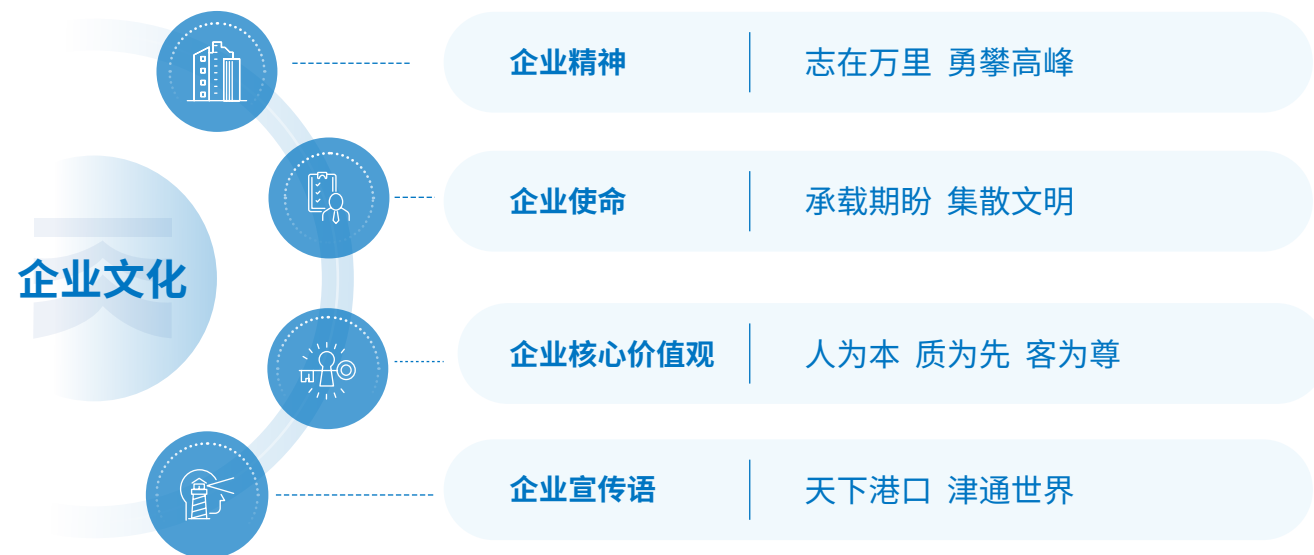 企业文化
企业精神 志在万里 勇攀高峰
企业使命 承载期盼 集散文明
企业核心价值观 人为本 质为先 客为尊
企业宣传语 天下港口 津通世界